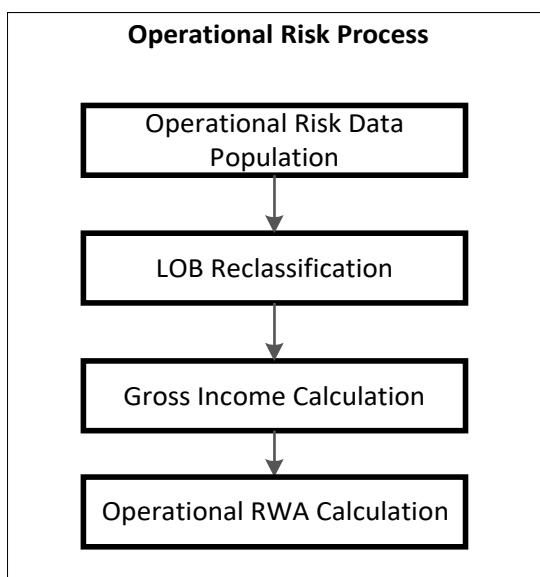 Operational Risk Process
Operational Risk Data
Population
LOB Reclassification
Gross Income Calculation
Operational RWA Calculation